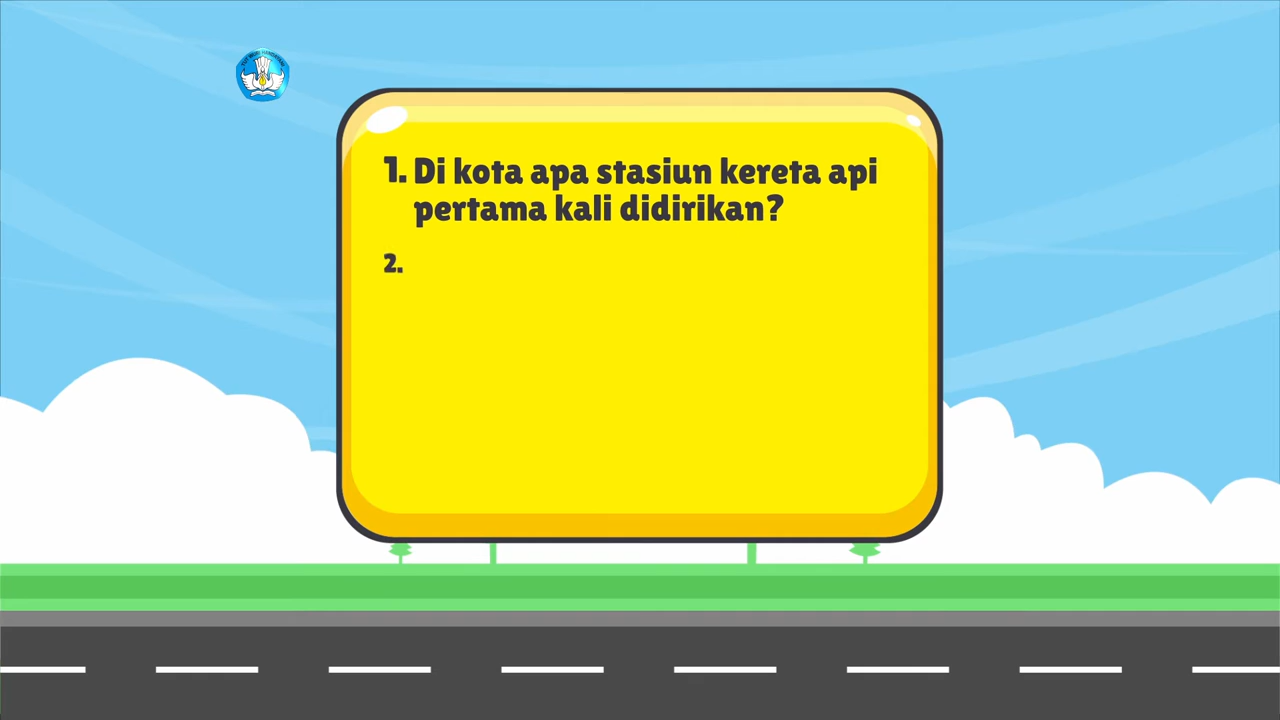 1. Di kota apa stasiun kereta api
pertama kali didirikan?
2.